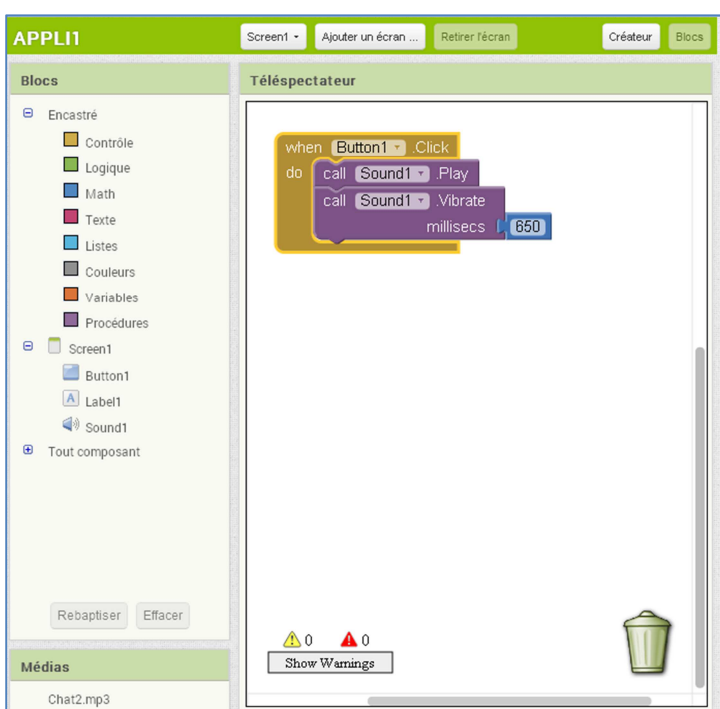 APPLI1
Screen1
Ajouter un écran ...
Retirer l'écran
Créateur
Blocs
Blocs
Encastré
Contrôle
Logique
Math
Texte
Listes
Couleurs
Variables
Procédures
Screen1
Button1
Label1
Sound1
Tout composant
Rebaptiser
Effacer
Médias
Chat2.mp3
Téléspectateur
when Button1 .Click
do call Sound1 .Play
call Sound1 .Vibrate
millisecs 650
0 0
Show Warnings